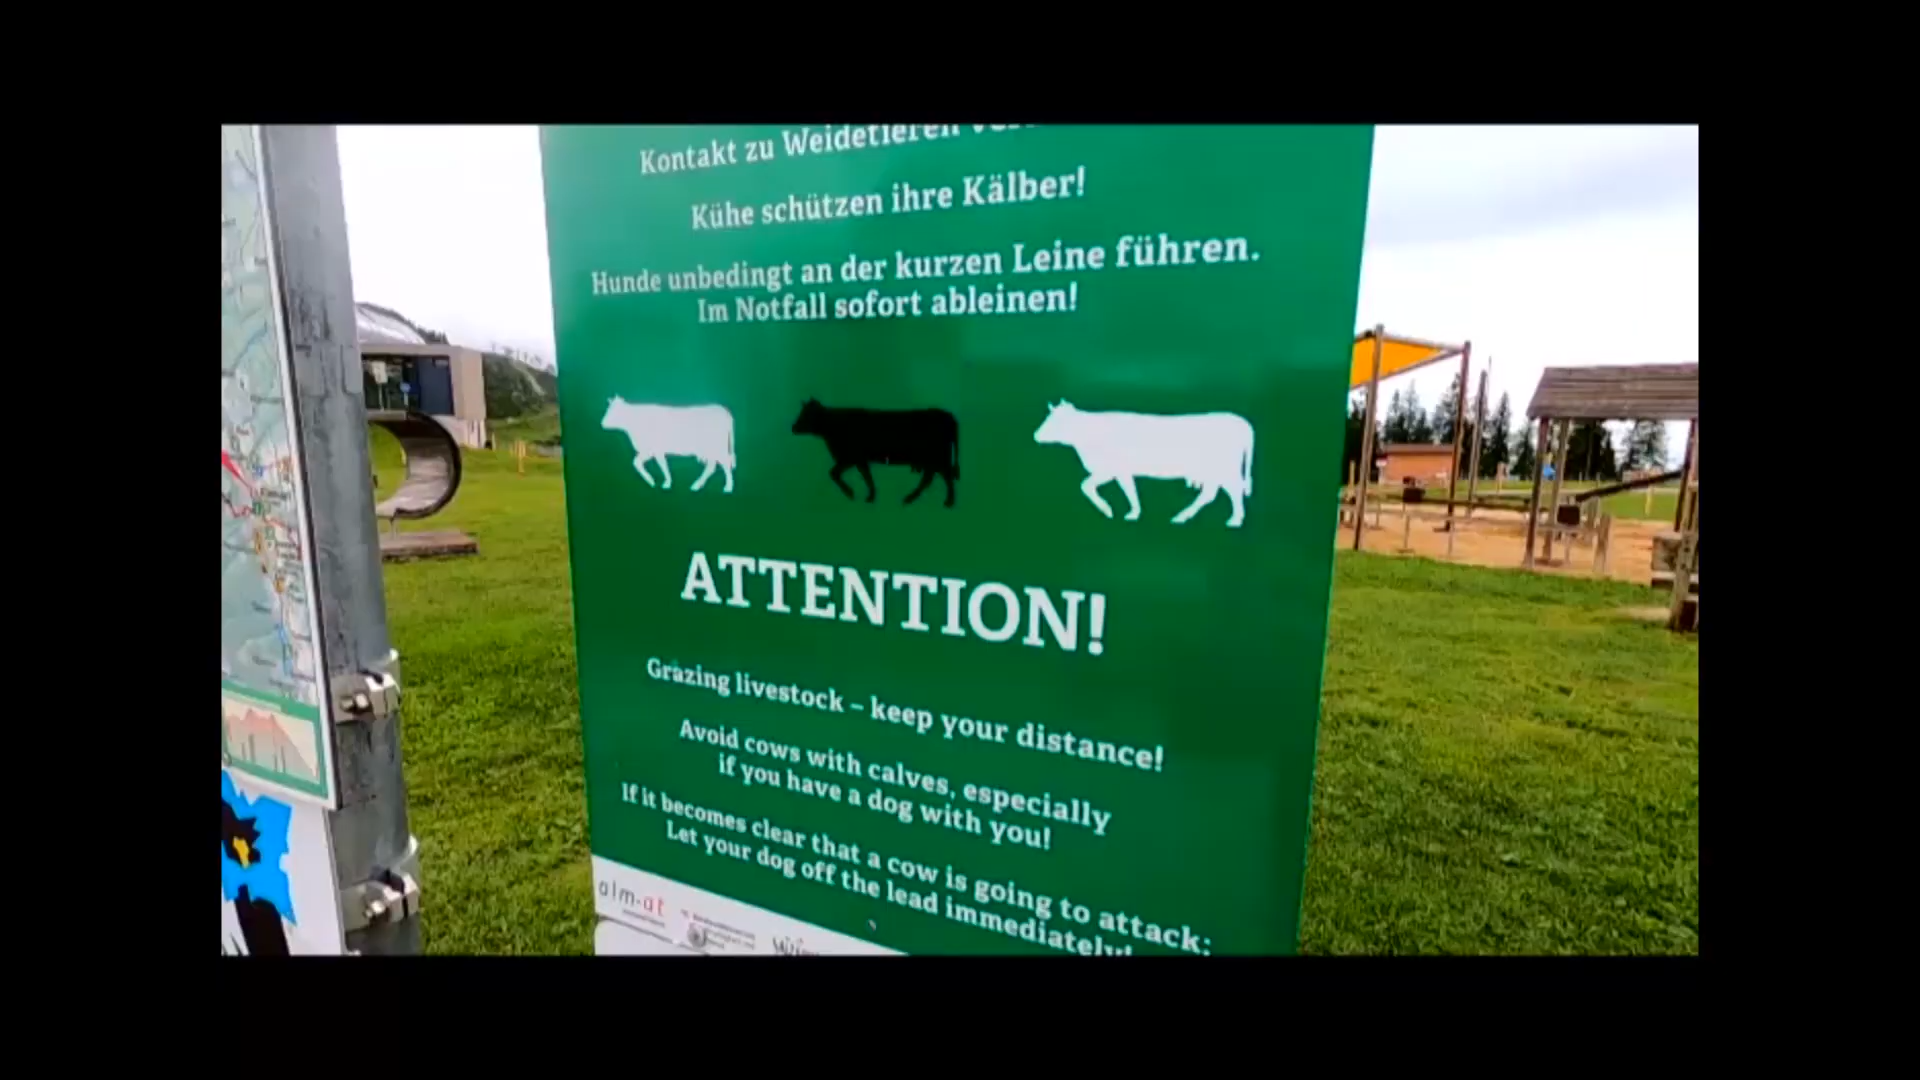 Kontakt zu Weidetieren
Kühe schützen ihre Kälber!
Hunde unbedingt an der kurzen Leine führen.
Im Notfall sofort ableinen!
ATTENTION!
Grazing livestock – keep your distance!
Avoid cows with calves, especially
if you have a dog with you!
If it becomes clear that a cow is going to attack:
Let your dog off the lead immediately!
alm-at